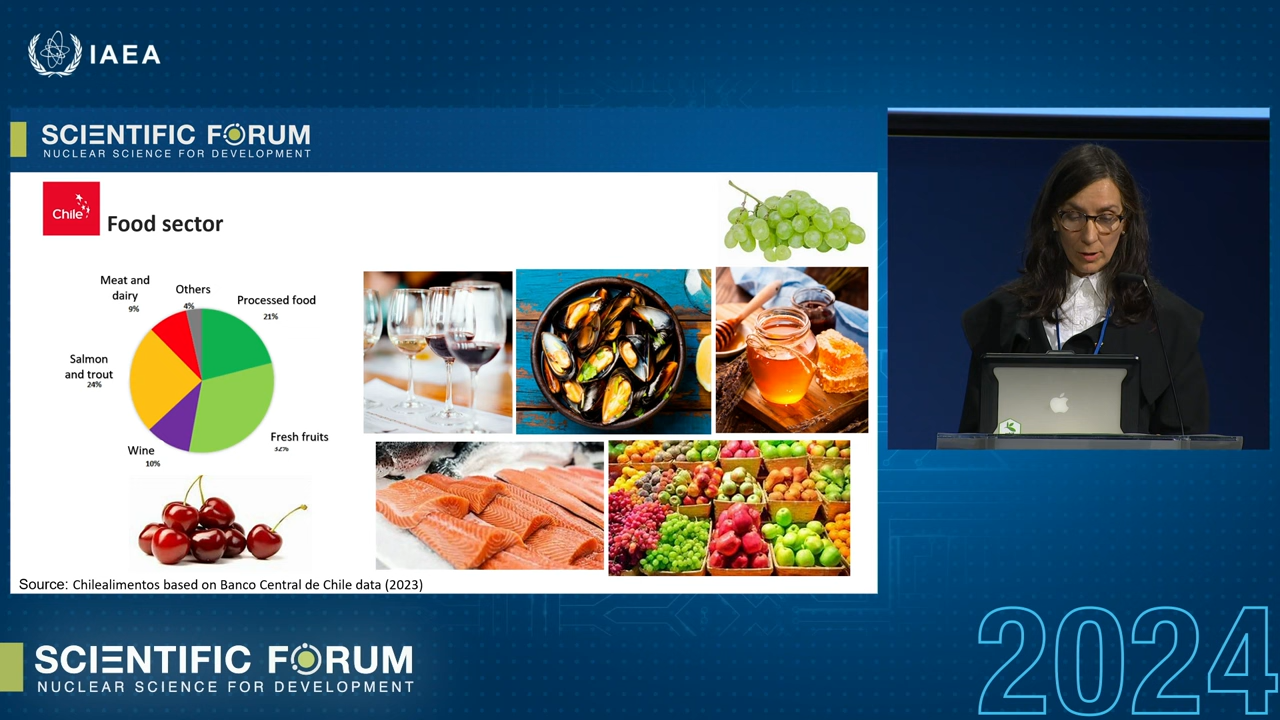 IAEA
SCIENTIFIC FORUM
NUCLEAR SCIENCE FOR DEVELOPMENT
Chile
Food sector
Meat and
dairy
9%
Others
4%
Processed food
21%
Salmon
and trout
24%
Fresh fruits
32%
Wine
10%
Source: Chilealimentos based on Banco Central de Chile data (2023)
SCIENTIFIC FORUM
NUCLEAR SCIENCE FOR DEVELOPMENT
2024